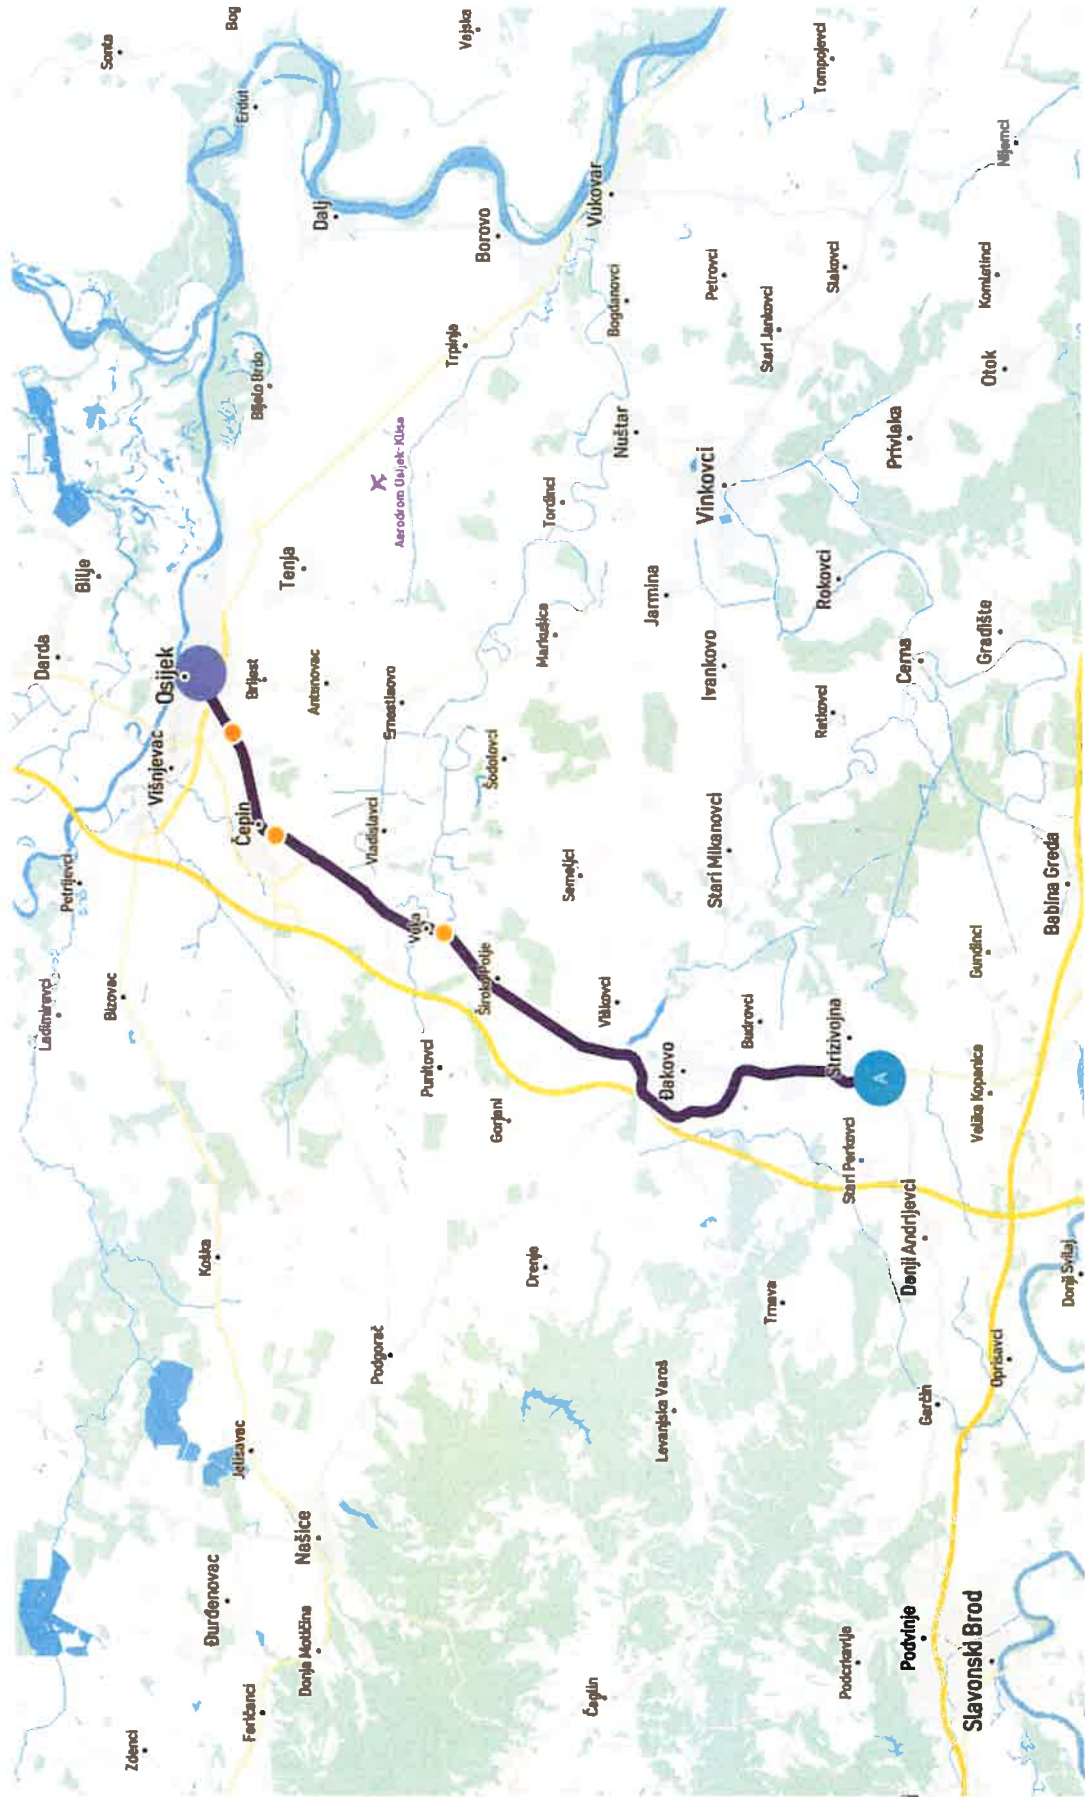 Zdenci
Feričanci
Đurđenovac
Donja Motičina
Našice
Jelisavac
Koška
Podgorač
Drenje
Čaglin
Levanjska Varoš
Trnava
Podcrkavlje
Podvinje
Slavonski Brod
Garčin
Oprisavci
Donji Andrijevci
Donji Svilaj
Stari Perkovci
Velika Kopanica
Ladimirevci
Bizovac
Petrijevci
Punitovci
Gorjani
Široko Polje
Vuka
Viškovci
Đakovo
Budrovci
Strizivojna
A
Gundinci
Babina Greda
Višnjevac
Čepin
Vladislavci
Semeljci
Stari Mikanovci
Šodolovci
Darda
Osijek
Brijest
Antunovac
Ernestinovo
Markušica
Ivankovo
Retkovci
Cerna
Gradište
Jarmina
Rokovci
Bilje
Tenja
Aerodrom Osijek-Klisa
Tordinci
Vinkovci
Nuštar
Privlaka
Otok
Bijelo Brdo
Trpinja
Bogdanovci
Petrovci
Stari Jankovci
Slakovci
Komletinci
Dalj
Borovo
Vukovar
Nijemci
Sonta
Erdut
Bog
Vajska
Tompojevci